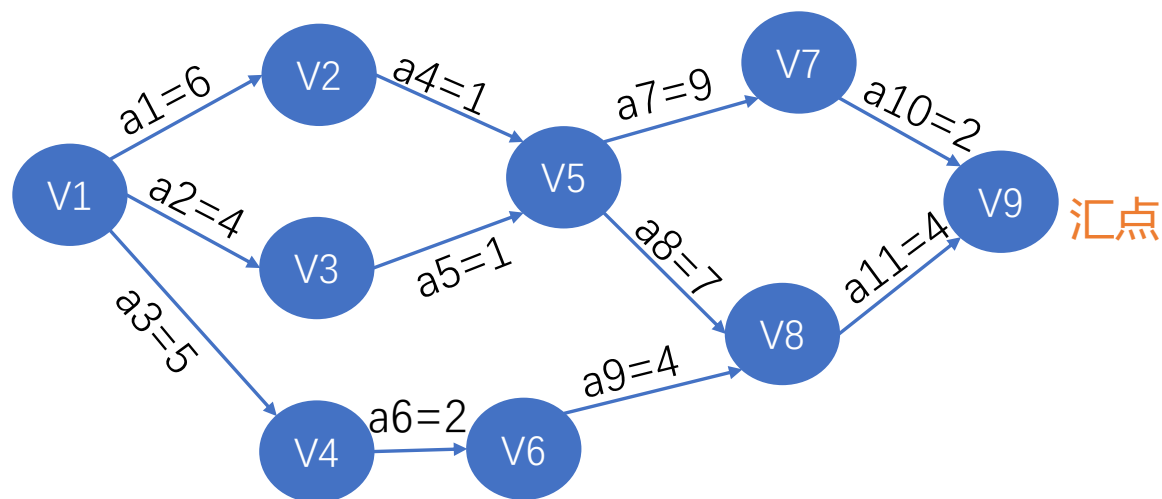 V1
V2
V3
V4
V5
V6
V7
V8
V9
汇点
a1=6
a2=4
a3=5
a4=1
a5=1
a6=2
a7=9
a8=7
a9=4
a10=2
a11=4